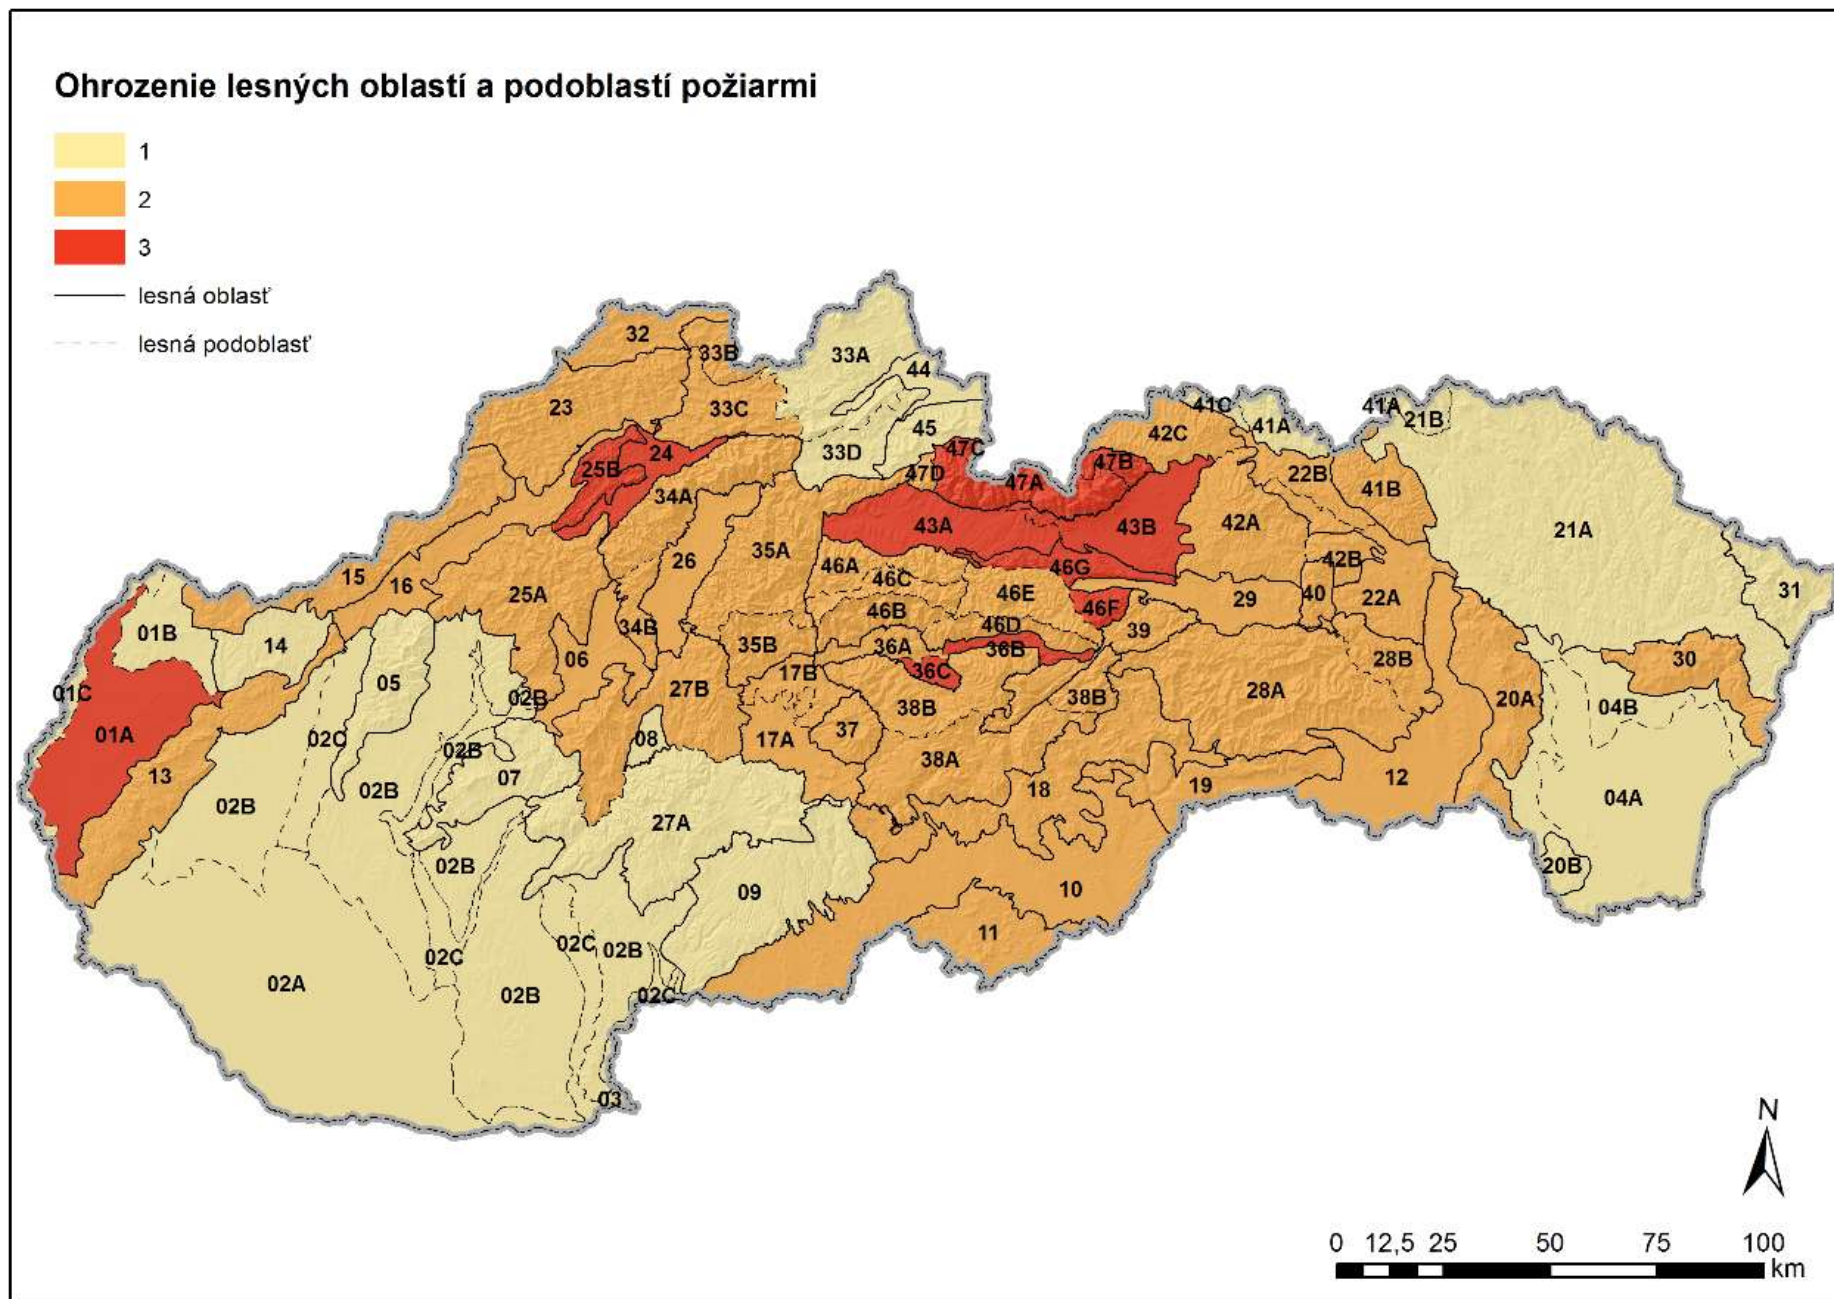 Ohrozenie lesných oblastí a podoblastí požiarmi
1
2
3
lesná oblasť
lesná podoblasť
32
33B
33A
44
23
33C
45
33D
47C
47D
24
25B
34A
47A
47B
42C
41C
41A
41A
21B
22B
41B
43A
43B
42A
21A
35A
26
46A
46C
46G
46E
46F
42B
40
22A
29
31
15
16
25A
01B
14
46B
46D
39
34B
35B
36A
36B
36C
17B
06
28B
30
01C
05
02B
27B
38B
38B
28A
20A
04B
01A
02C
02B
08
17A
37
38A
13
02B
02B
07
18
19
12
04A
27A
02B
20B
09
10
11
02C
02C
02B
02A
02B
02C
03
N
0 12,5 25 50 75 100
km